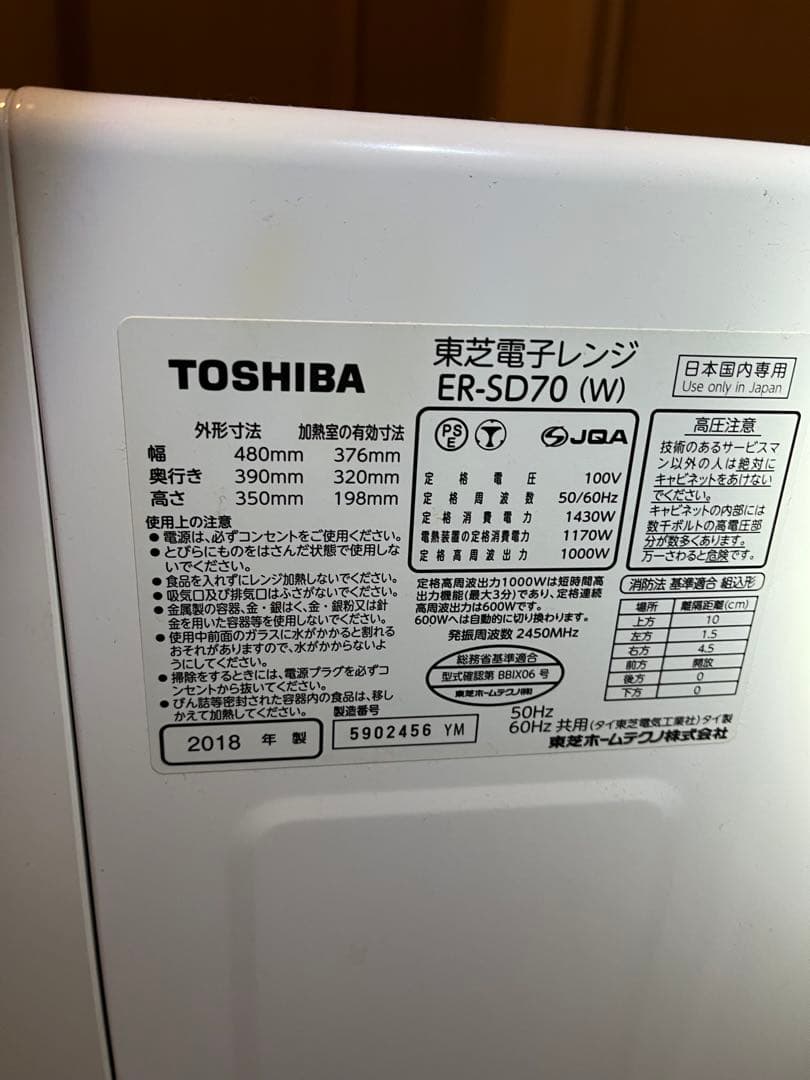 TOSHIBA
東芝電子レンジ
ER-SD70 (W)
日本国内専用
Use only in Japan
外形寸法 加熱室の有効寸法
幅 480mm 376mm
奥行き 390mm 320mm
高さ 350mm 198mm
使用上の注意
● 電源は、必ずコンセントをご使用ください。
● とびらにものをはさんだ状態で使用しな
いでください。
● 食品を入れずにレンジ加熱しないでください。
● 吸気口及び排気口はふさがないでください。
● 金属製の容器、金・銀はく、金・銀粉又は針
金を用いた容器等を使用しないでください。
● 使用中前面のガラスに水がかかると割れる
おそれがありますので、水がかからないよ
うにしてください。
● 掃除をするときには、電源プラグを必ずコ
ンセントから抜いてください。
● びん詰等密封された容器内の食品は、移し
かえて加熱してください。
2018 年 製
製造番号
5902456 YM
PS
E
JQA
定格電圧 100V
定格周波数 50/60Hz
定格消費電力 1430W
電熱装置の定格消費電力 1170W
定格高周波出力 1000W
定格高周波出力1000Wは短時間高
出力機能(最大3分)であり、定格連続
高周波出力は600Wです。
600Wへは自動的に切り換わります。
発振周波数 2450MHz
総務省基準適合
型式確認第 BBIX06 号
東芝ホームテクノ(株)
高圧注意
技術のあるサービスマ
ン以外の人は絶対に
キャビネットをあけない
でください。
キャビネットの内部には
数千ボルトの高電圧部
分が数多くあります。
万一さわると危険です。
消防法 基準適合 組込形
場所 離隔距離(cm)
上方 10
左方 1.5
右方 4.5
前方 開放
後方 0
下方 0
50Hz
60Hz 共用 (タイ東芝電気工業社) タイ製
東芝ホームテクノ株式会社